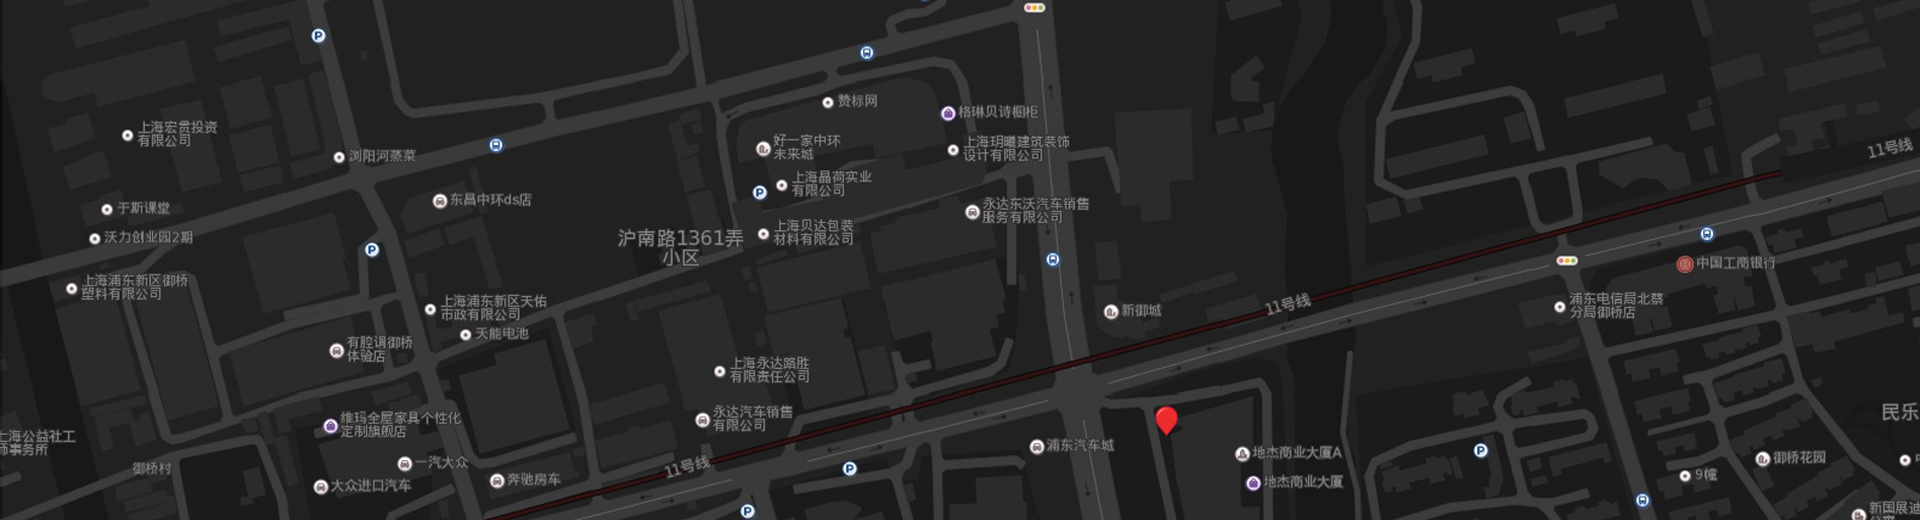 赞标网
格琳贝诗橱柜
上海宏贯投资
有限公司
浏阳河蒸菜
好一家中环
未来城
上海玥曦建筑装饰
设计有限公司
11号线
上海晶荷实业
有限公司
东昌中环ds店
于斯课堂
永达东沃汽车销售
服务有限公司
沃力创业园2期
上海贝达包装
材料有限公司
沪南路1361弄
小区
中国工商银行
上海浦东新区御桥
塑料有限公司
上海浦东新区天佑
市政有限公司
天能电池
11号线
新御城
浦东电信局北蔡
分局御桥店
有腔调御桥
体验店
上海永达路胜
有限责任公司
永达汽车销售
有限公司
维玛全屋家具个性化
定制旗舰店
民乐
上海公益社工
师事务所
御桥村
一汽大众
大众进口汽车
奔驰房车
11号线
浦东汽车城
地杰商业大厦A
地杰商业大厦
9幢
御桥花园
新国展迪
P
P
P
P
P
P